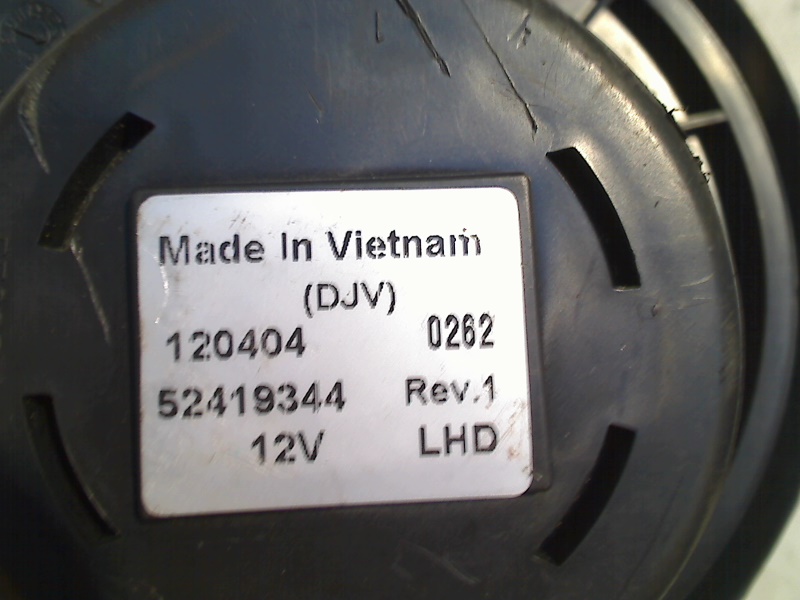 Made In Vietnam
(DJV)
120404 0262
52419344 Rev.1
12V LHD